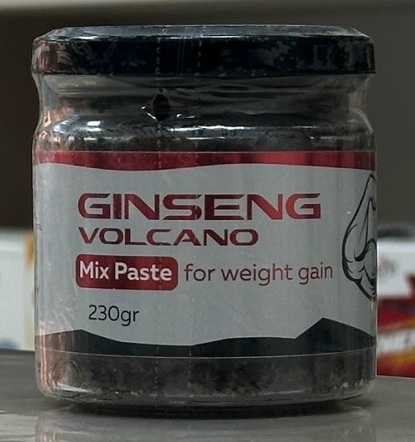 GINSENG
VOLCANO
Mix Paste for weight gain
230gr